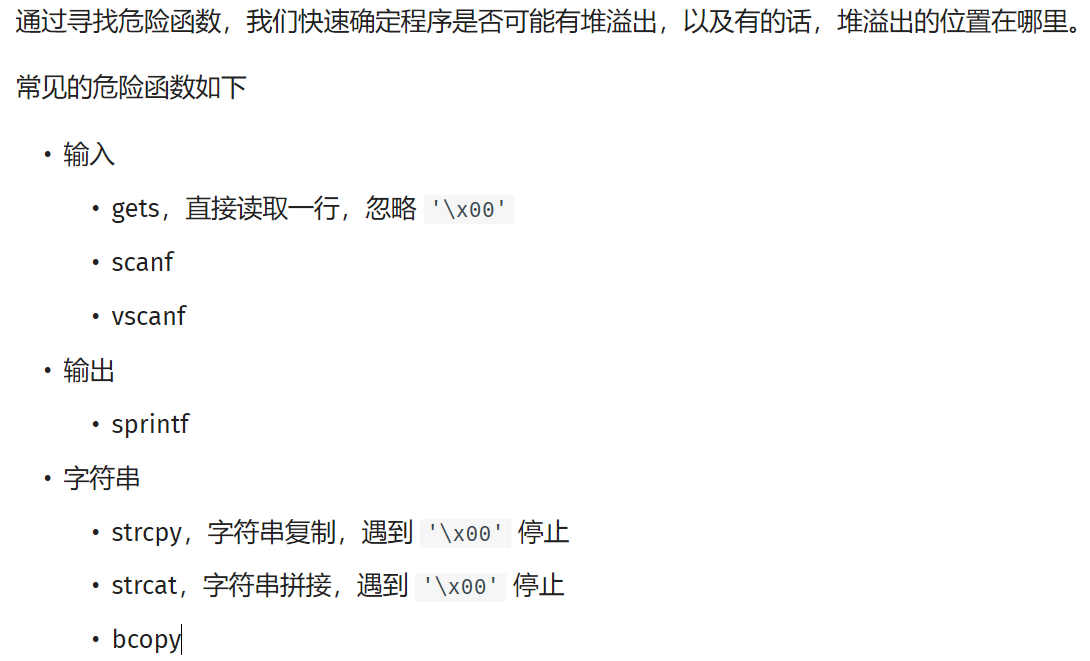 通过寻找危险函数，我们快速确定程序是否可能有堆溢出，以及有的话，堆溢出的位置在哪里。
常见的危险函数如下
• 输入
• gets，直接读取一行，忽略 '\x00'
• scanf
• vscanf
• 输出
• sprintf
• 字符串
• strcpy，字符串复制，遇到 '\x00' 停止
• strcat，字符串拼接，遇到 '\x00' 停止
• bcopy